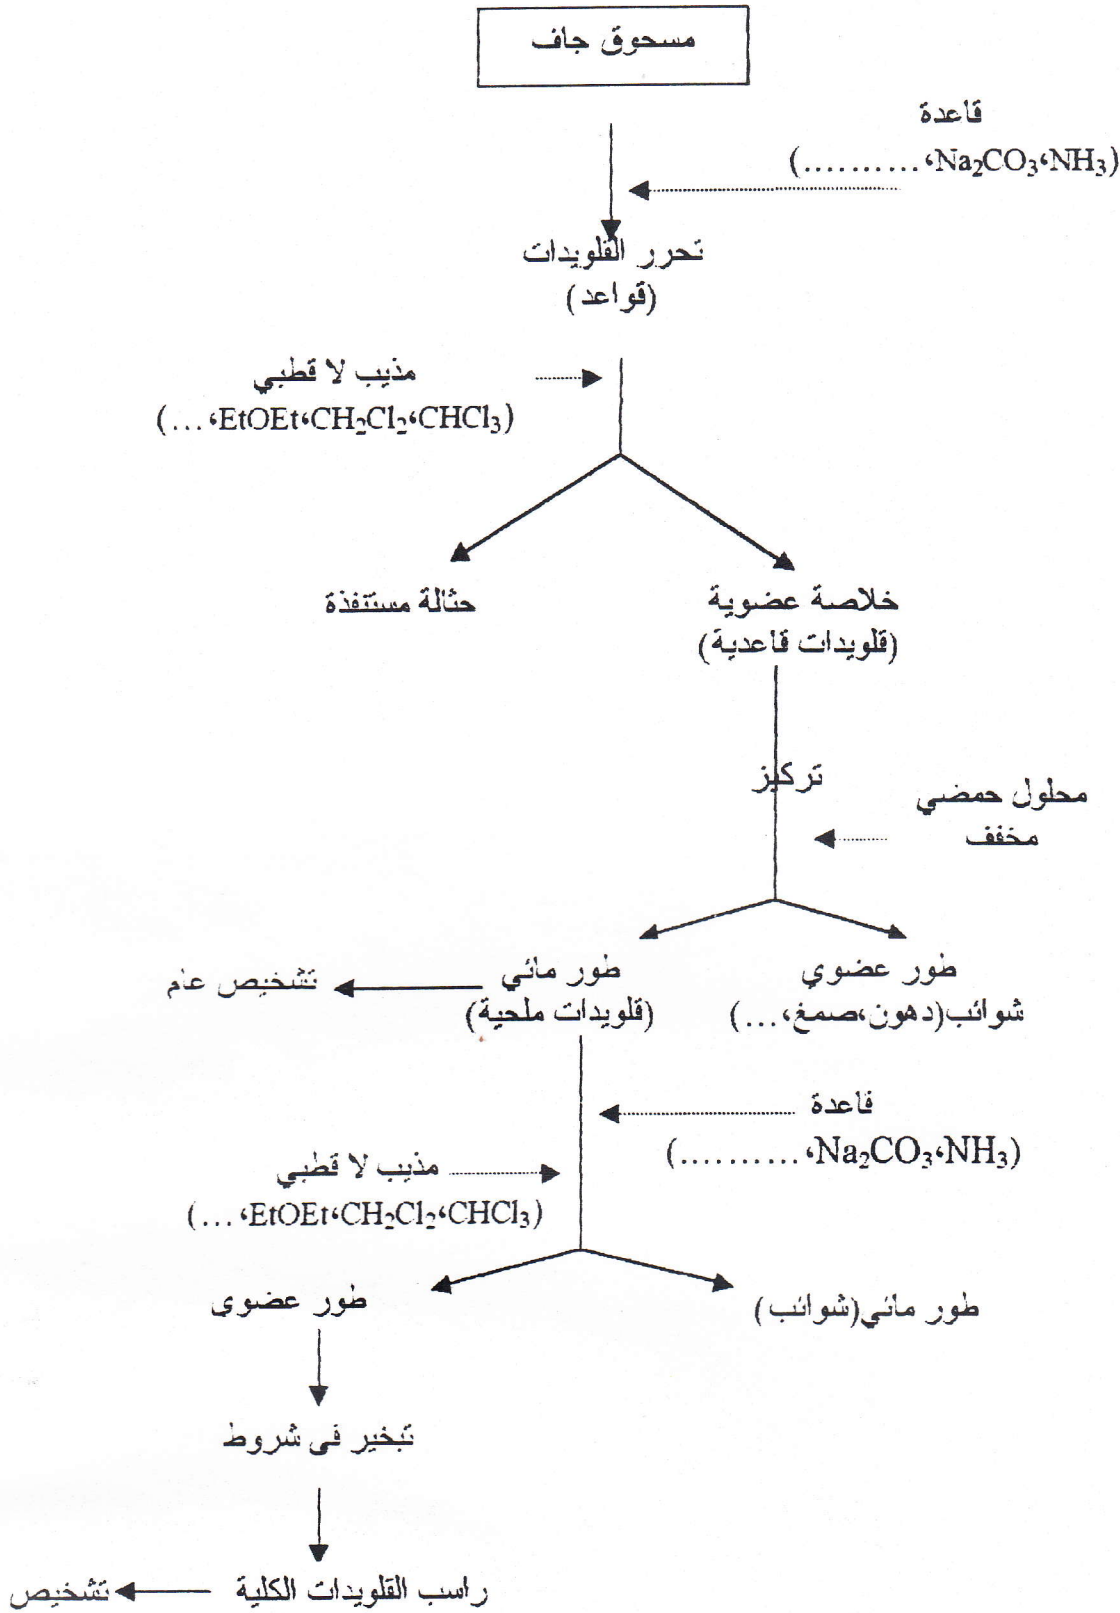 مسحوق جاف
قاعدة
(NH₃،Na₂CO₃،..........)
تحرر القلويدات
(قواعد)
مذيب لا قطبي
(CHCl₃،CH₂Cl₂،EtOEt،...)
خلاصة عضوية
(قلويدات قاعدية)
حثالة مستنفذة
تركيز
محلول حمضي
مخفف
طور عضوي
شوائب(دهون،صمغ،...)
طور مائي
(قلويدات ملحية)
تشخيص عام
قاعدة
(NH₃،Na₂CO₃،..........)
مذيب لا قطبي
(CHCl₃،CH₂Cl₂،EtOEt،...)
طور مائي(شوائب)
طور عضوي
تبخير في شروط
راسب القلويدات الكلية
تشخيص